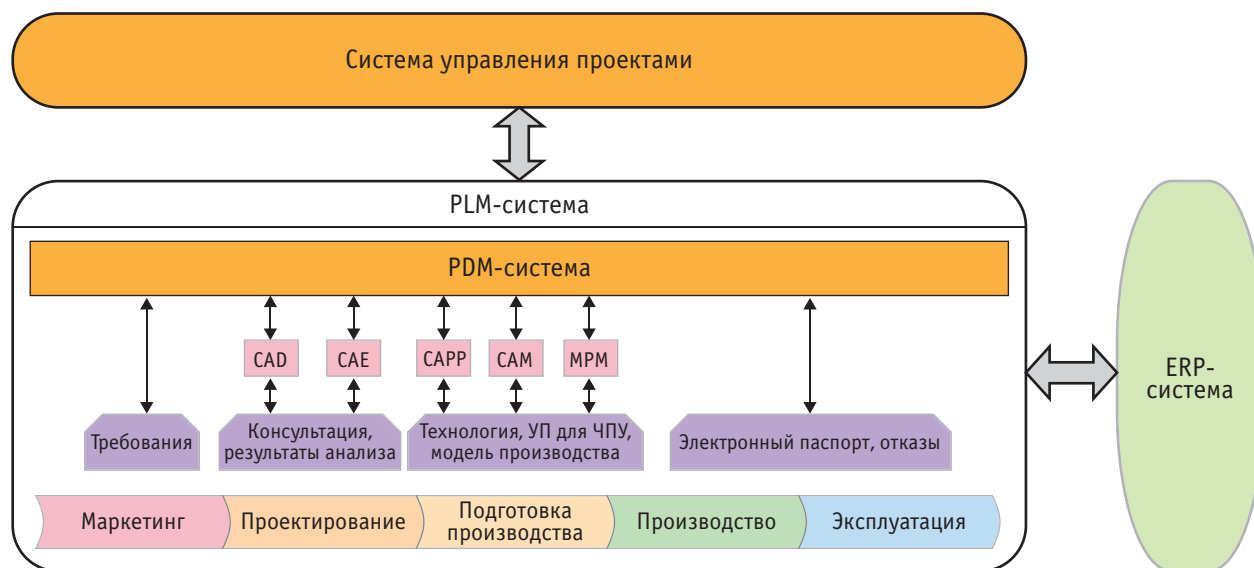 Система управления проектами
PLM-система
PDM-система
CAD
CAE
CAPP
CAM
MPM
ERP-
система
Требования
Консультация,
результаты анализа
Технология, УП для ЧПУ,
модель производства
Электронный паспорт, отказы
Маркетинг
Проектирование
Подготовка
производства
Производство
Эксплуатация